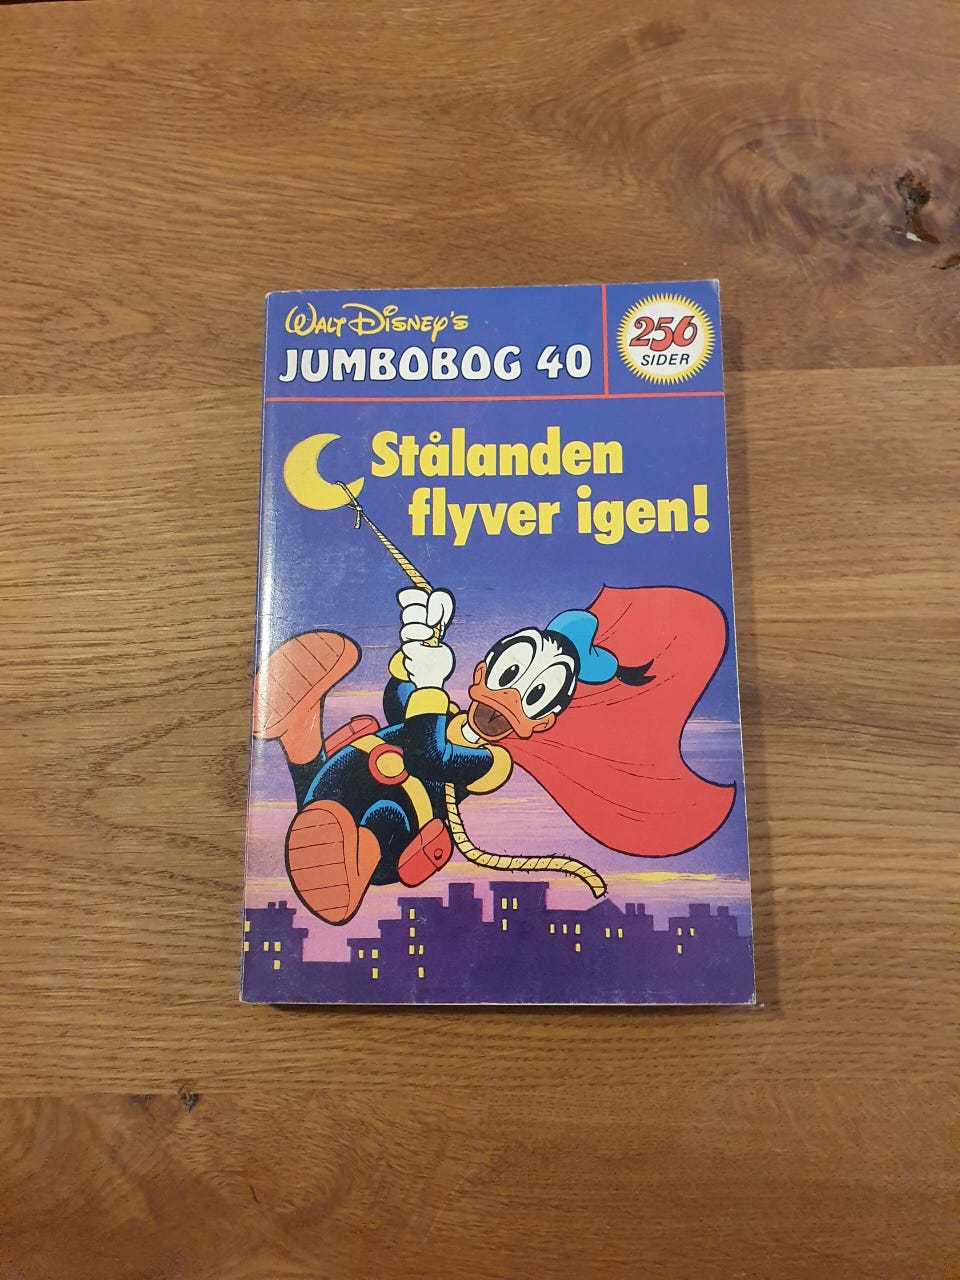 Walt Disney's
JUMBOBOG 40
256
SIDER
Stålanden
flyver igen!